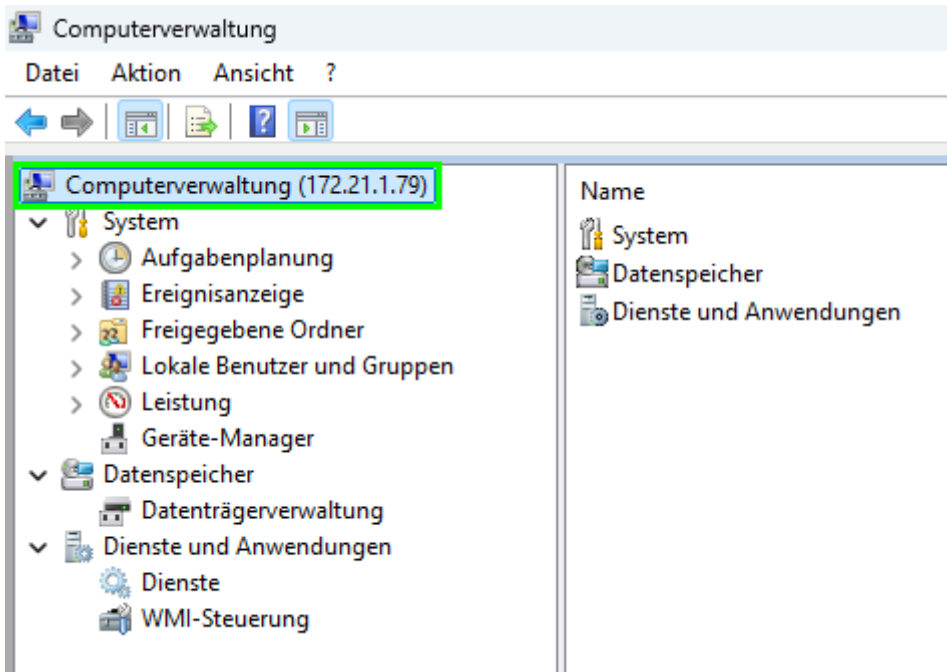 Computerverwaltung
Datei Aktion Ansicht ?
Computerverwaltung (172.21.1.79)
System
Aufgabenplanung
Ereignisanzeige
Freigegebene Ordner
Lokale Benutzer und Gruppen
Leistung
Geräte-Manager
Datenspeicher
Datenträgerverwaltung
Dienste und Anwendungen
Dienste
WMI-Steuerung
Name
System
Datenspeicher
Dienste und Anwendungen